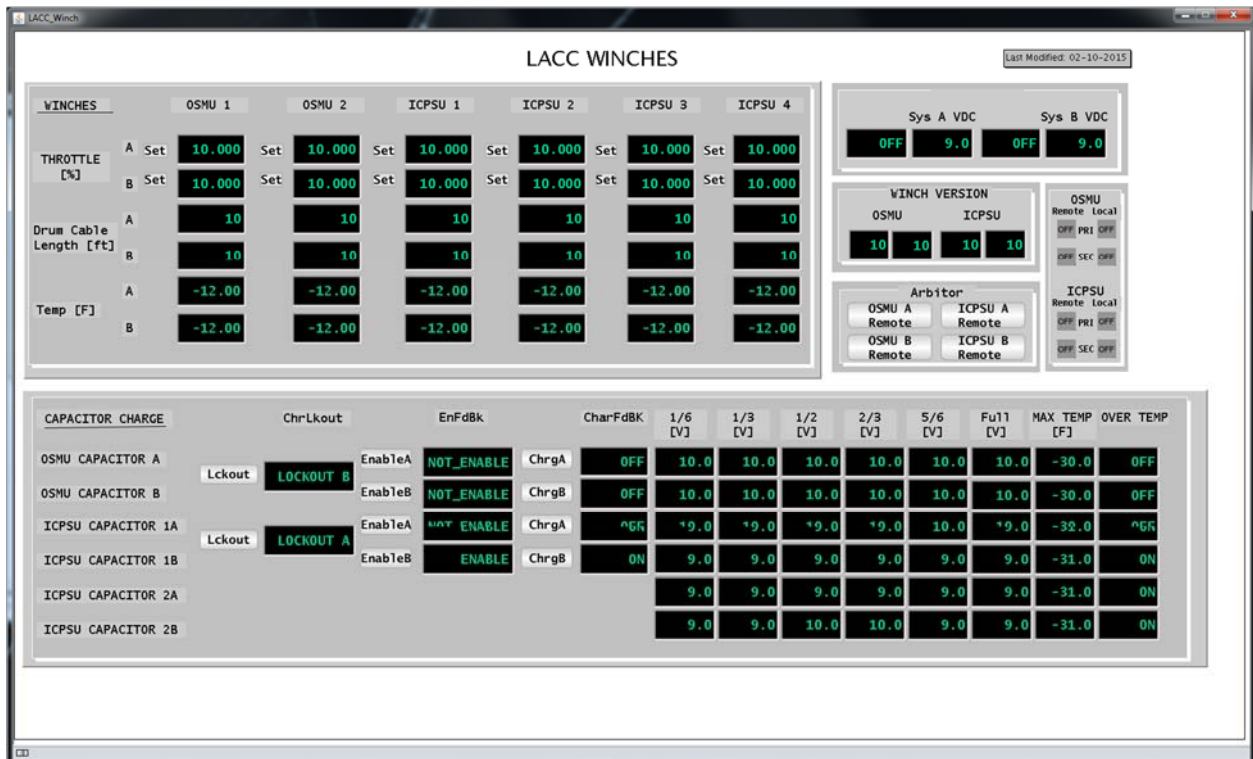 LACC_Winch
LACC WINCHES
Last Modified: 02-10-2015
WINCHES OSMU 1 OSMU 2 ICPSU 1 ICPSU 2 ICPSU 3 ICPSU 4
THROTTLE [%]
A Set 10.000 Set 10.000 Set 10.000 Set 10.000 Set 10.000 Set 10.000
B Set 10.000 Set 10.000 Set 10.000 Set 10.000 Set 10.000 Set 10.000
Drum Cable
Length [ft]
A 10 10 10 10 10 10
B 10 10 10 10 10 10
Temp [F]
A -12.00 -12.00 -12.00 -12.00 -12.00 -12.00
B -12.00 -12.00 -12.00 -12.00 -12.00 -12.00
Sys A VDC Sys B VDC
OFF 9.0 OFF 9.0
WINCH VERSION
OSMU ICPSU
10 10 10 10
Arbitor
OSMU A ICPSU A
Remote Remote
OSMU B ICPSU B
Remote Remote
OSMU
Remote Local
OFF PRI OFF
OFF SEC OFF
ICPSU
Remote Local
OFF PRI OFF
OFF SEC OFF
CAPACITOR CHARGE ChrLkout EnFdBk CharFdBK 1/6 1/3 1/2 2/3 5/6 Full MAX TEMP OVER TEMP
[V] [V] [V] [V] [V] [V] [F]
OSMU CAPACITOR A EnableA NOT_ENABLE ChrgA OFF 10.0 10.0 10.0 10.0 10.0 10.0 -30.0 OFF
Lckout LOCKOUT B
OSMU CAPACITOR B EnableB NOT_ENABLE ChrgB OFF 10.0 10.0 10.0 10.0 10.0 10.0 -30.0 OFF
ICPSU CAPACITOR 1A EnableA ENABLE ChrgA 10.0
Lckout LOCKOUT A
ICPSU CAPACITOR 1B EnableB ENABLE ChrgB ON 9.0 9.0 9.0 9.0 9.0 9.0 -31.0 ON
ICPSU CAPACITOR 2A 9.0 9.0 9.0 9.0 9.0 9.0 -31.0 ON
ICPSU CAPACITOR 2B 9.0 9.0 10.0 10.0 9.0 9.0 -31.0 ON